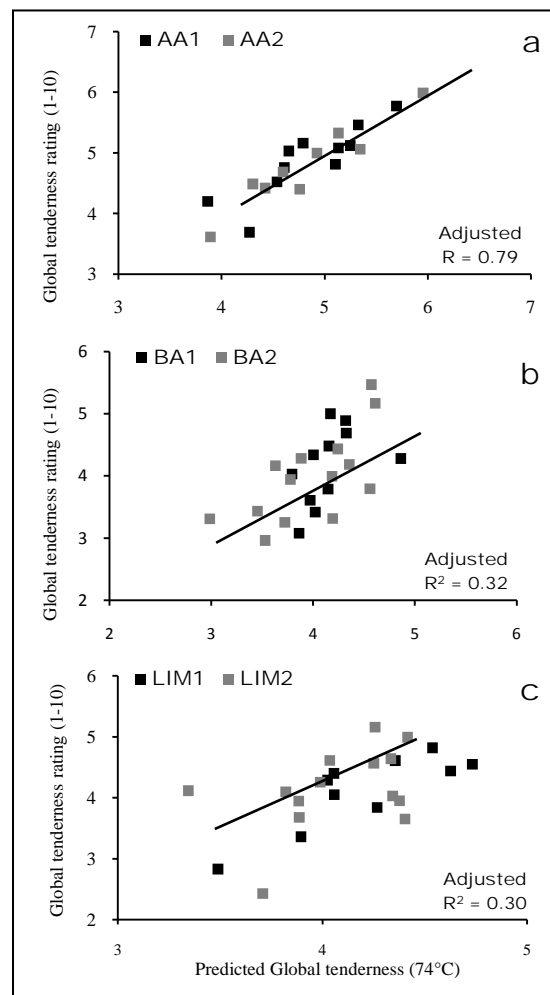 AA1 AA2
a
Global tenderness rating (1-10)
7
6
5
4
3
Adjusted
R = 0.79
3 4 5 6 7
BA1 BA2
b
Global tenderness rating (1-10)
6
5
4
3
2
Adjusted
R² = 0.32
2 3 4 5 6
LIM1 LIM2
c
Global tenderness rating (1-10)
6
5
4
3
2
Adjusted
R² = 0.30
3 4 5
Predicted Global tenderness (74°C)